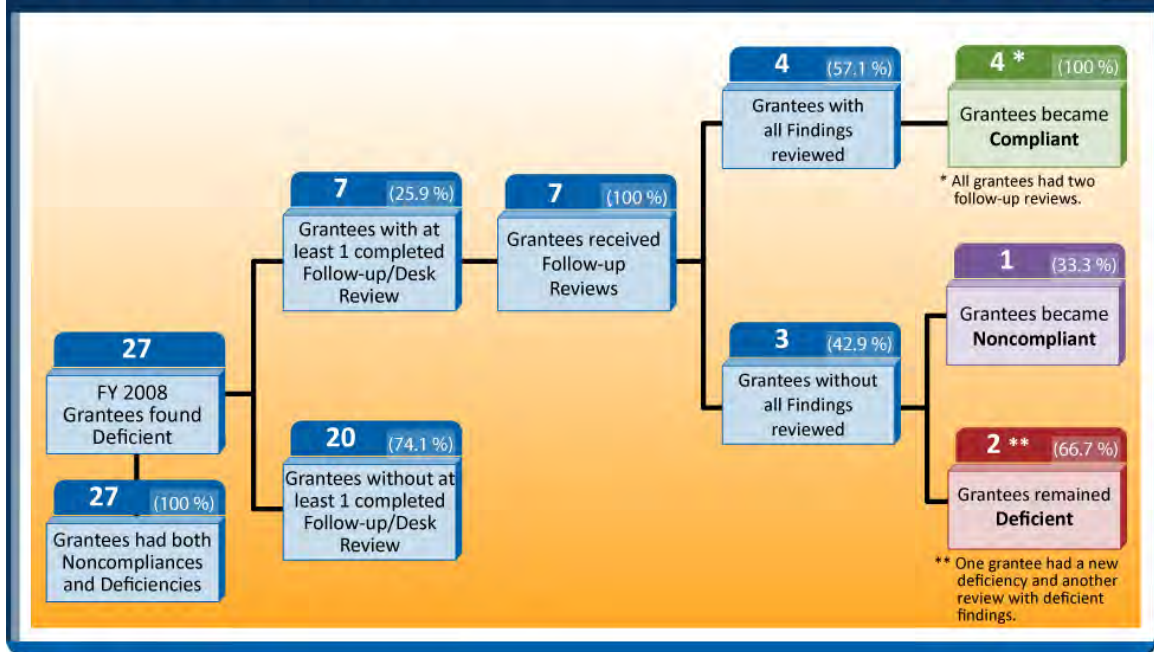 27
FY 2008
Grantees found
Deficient
27 (100 %)
Grantees had both
Noncompliances
and Deficiencies
7 (25.9 %)
Grantees with at
least 1 completed
Follow-up/Desk
Review
20 (74.1 %)
Grantees without at
least 1 completed
Follow-up/Desk
Review
7 (100 %)
Grantees received
Follow-up
Reviews
4 (57.1 %)
Grantees with
all Findings
reviewed
3 (42.9 %)
Grantees without
all Findings
reviewed
4 * (100 %)
Grantees became
Compliant
* All grantees had two
follow-up reviews.
1 (33.3 %)
Grantees became
Noncompliant
2 ** (66.7 %)
Grantees remained
Deficient
** One grantee had a new
deficiency and another
review with deficient
findings.